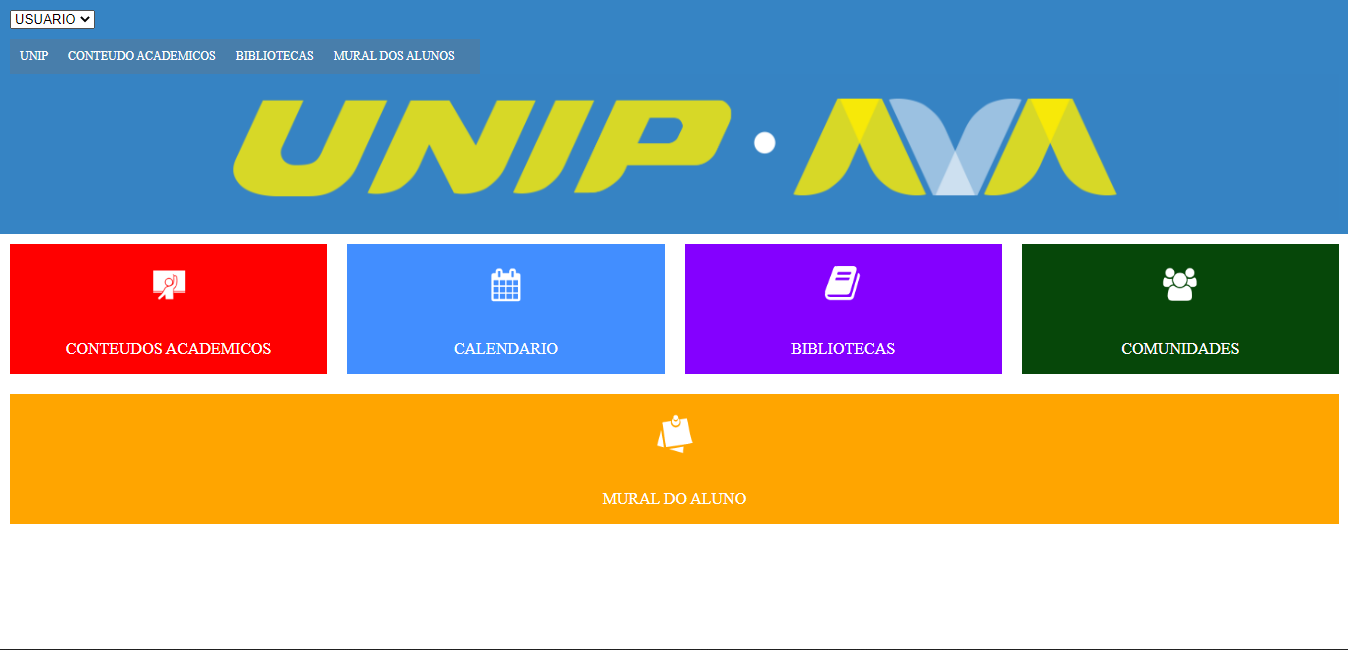 USUARIO
UNIP CONTEUDO ACADEMICOS BIBLIOTECAS MURAL DOS ALUNOS
UNIP • AVA
CONTEUDOS ACADEMICOS CALENDARIO BIBLIOTECAS COMUNIDADES
MURAL DO ALUNO